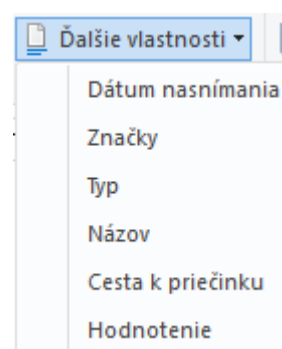 Ďalšie vlastnosti
Dátum nasnímania
Značky
Typ
Názov
Cesta k priečinku
Hodnotenie